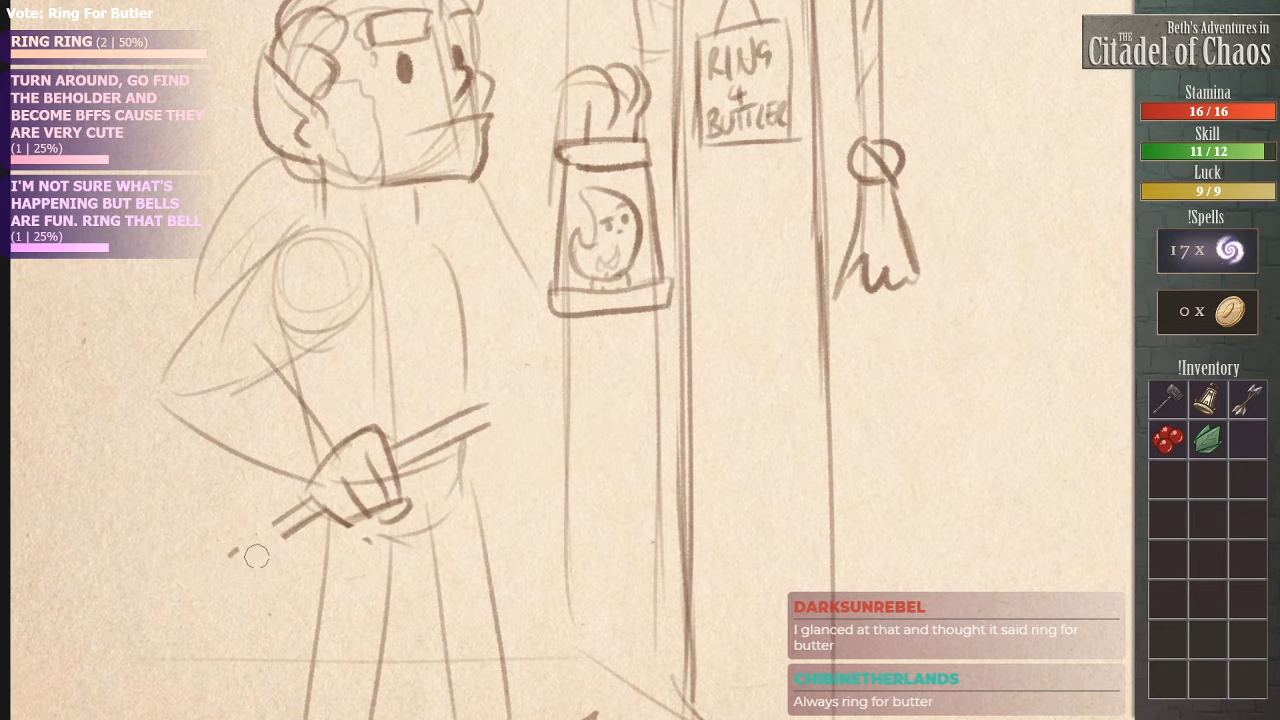 Vote: Ring For Butler
RING RING (2 | 50%)
TURN AROUND, GO FIND
THE BEHOLDER AND
BECOME BFFS CAUSE THEY
ARE VERY CUTE
(1 | 25%)
I'M NOT SURE WHAT'S
HAPPENING BUT BELLS
ARE FUN. RING THAT BELL
(1 | 25%)
RING
4
BUTTLER
Beth's Adventures in
THE
Citadel of Chaos
Stamina
16 / 16
Skill
11 / 12
Luck
9 / 9
!Spells
17 X
0 X
!Inventory
DARKSUNREBEL
I glanced at that and thought it said ring for
butter
CHIBINETHERLANDS
Always ring for butter